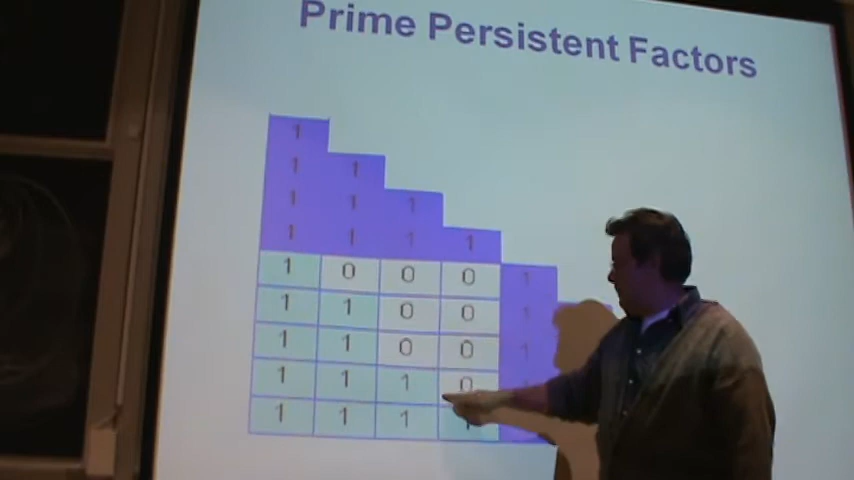 Prime Persistent Factors
1
1 1
1 1 1
1 1 1 1
1 0 0 0 1
1 1 0 0 1
1 1 0 0 1
1 1 1 0
1 1 1 1